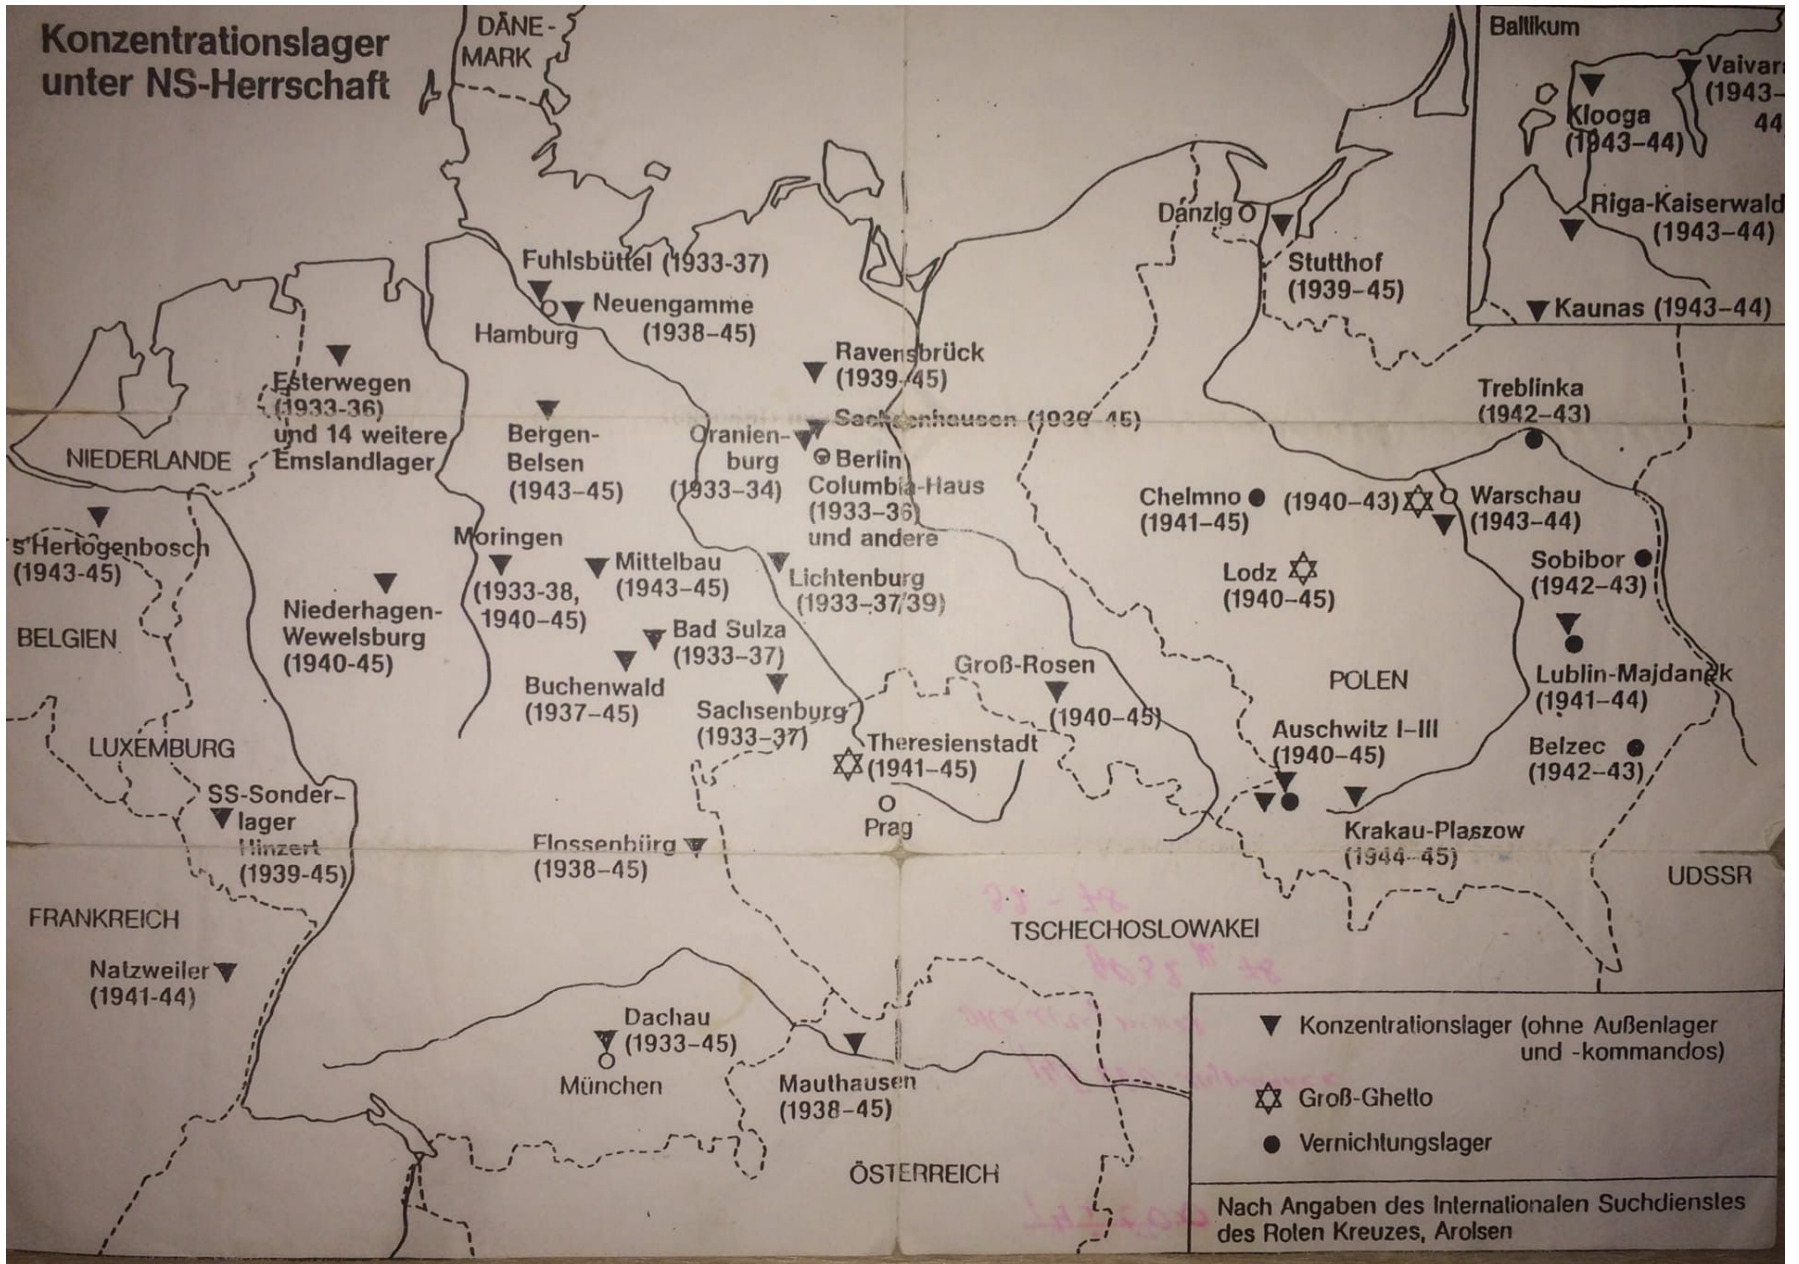 Konzentrationslager
unter NS-Herrschaft
DÄNE-
MARK
Baltikum
Vaivar
(1943-
44
Klooga
(1943–44)
Riga-Kaiserwald
(1943–44)
Kaunas (1943–44)
Danzig
Stutthof
(1939–45)
Fuhlsbüttel (1933-37)
Neuengamme
(1938–45)
Hamburg
Ravensbrück
(1939-45)
Esterwegen
(1933-36)
und 14 weitere
Emslandlager
NIEDERLANDE
Bergen-
Belsen
(1943–45)
Oranien-
burg
(1933–34)
Sachsenhausen
Berlin
Columbia-Haus
(1933–36)
und andere
Treblinka
(1942–43)
Chelmno
(1941–45)
(1940–43)
Warschau
(1943–44)
Sobibor
(1942–43)
Lodz
(1940–45)
s'Hertogenbosch
(1943-45)
Moringen
(1933-38,
1940–45)
Mittelbau
(1943–45)
Lichtenburg
(1933–37/39)
BELGIEN
Niederhagen-
Wewelsburg
(1940-45)
Bad Sulza
(1933–37)
Buchenwald
(1937–45)
Sachsenburg
(1933–37)
Groß-Rosen
(1940–45)
POLEN
Lublin-Majdanek
(1941–44)
Auschwitz I–III
(1940–45)
Belzec
(1942–43)
LUXEMBURG
Theresienstadt
(1941–45)
SS-Sonder-
lager
Hinzert
(1939-45)
Prag
Flossenbürg
(1938–45)
Krakau-Plaszow
(1944–45)
UDSSR
FRANKREICH
TSCHECHOSLOWAKEI
Natzweiler
(1941-44)
Dachau
(1933–45)
München
Mauthausen
(1938–45)
ÖSTERREICH
Konzentrationslager (ohne Außenlager
und -kommandos)
Groß-Ghetto
Vernichtungslager
Nach Angaben des Internationalen Suchdienstes
des Roten Kreuzes, Arolsen